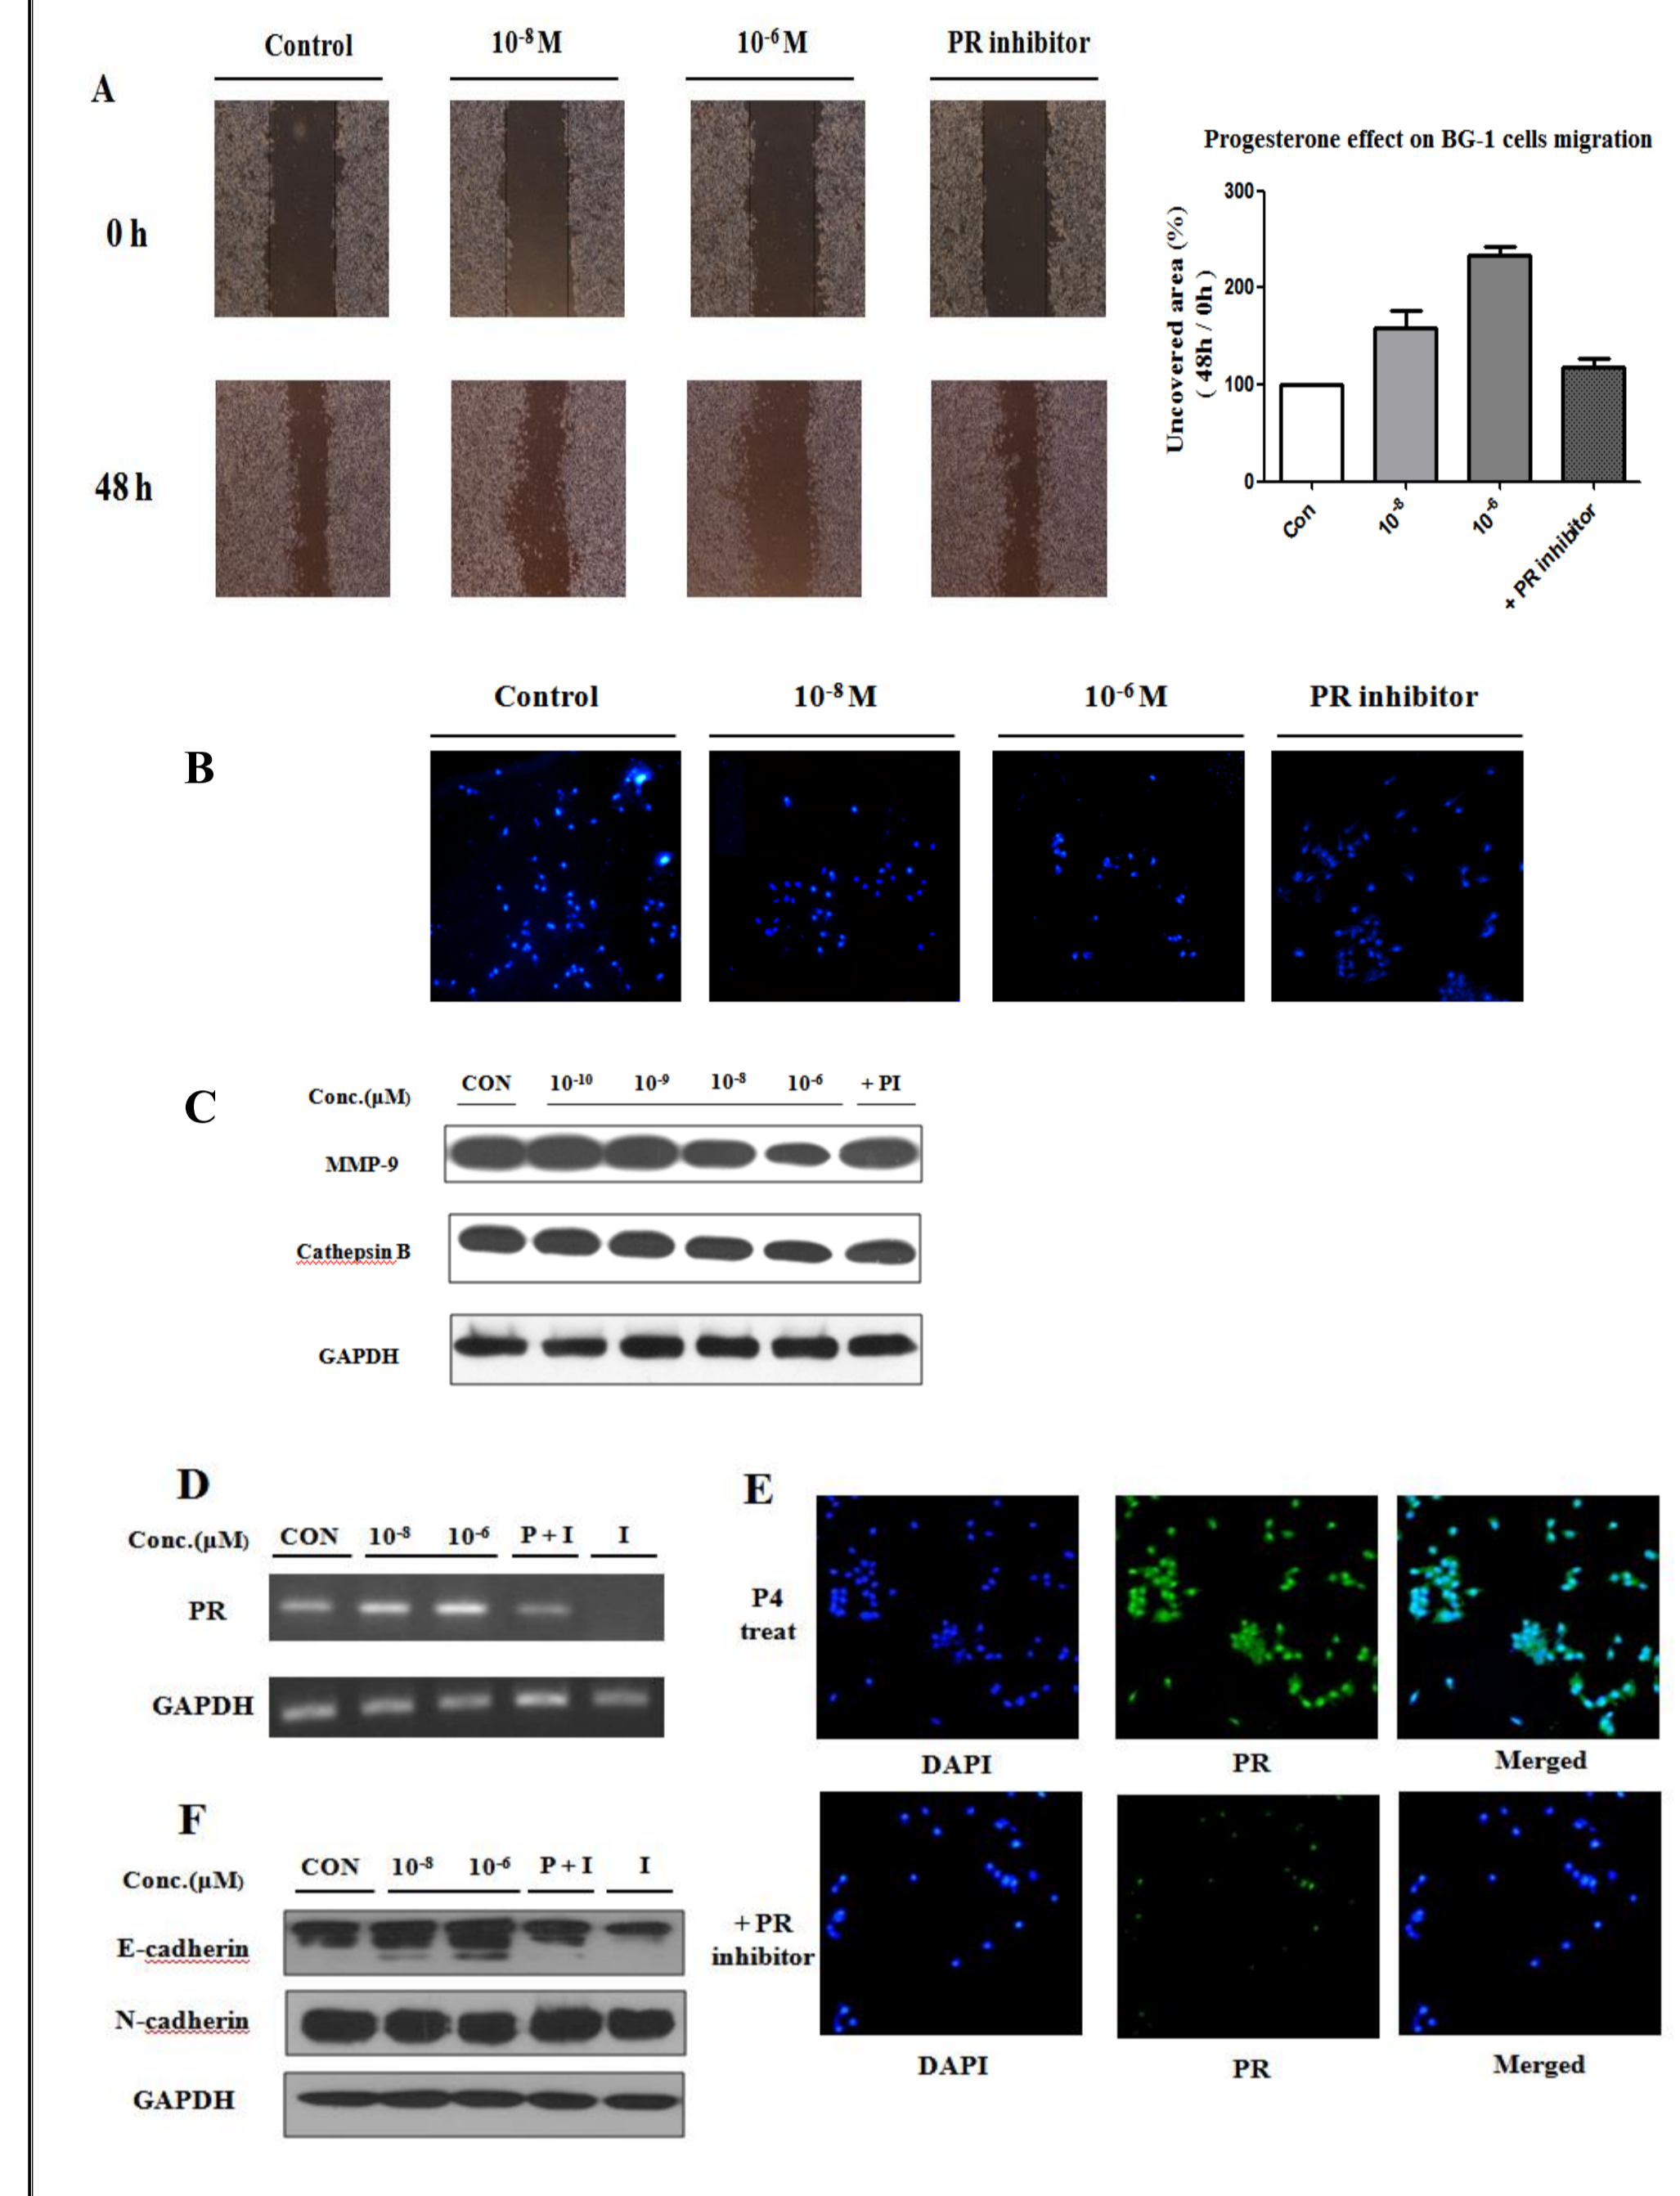 Control 10⁻⁸ M 10⁻⁶ M PR inhibitor
A
0 h
48 h
Progesterone effect on BG-1 cells migration
Uncovered area (%)
( 48h / 0h )
300
200
100
0
Con 10⁻⁸ 10⁻⁶ + PR inhibitor
Control 10⁻⁸ M 10⁻⁶ M PR inhibitor
B
C
Conc.(μM) CON 10⁻¹⁰ 10⁻⁹ 10⁻⁸ 10⁻⁶ + PI
MMP-9
Cathepsin B
GAPDH
D
Conc.(μM) CON 10⁻⁸ 10⁻⁶ P + I I
PR
GAPDH
E
P4
treat
DAPI PR Merged
+ PR
inhibitor
DAPI PR Merged
F
Conc.(μM) CON 10⁻⁸ 10⁻⁶ P + I I
E-cadherin
N-cadherin
GAPDH